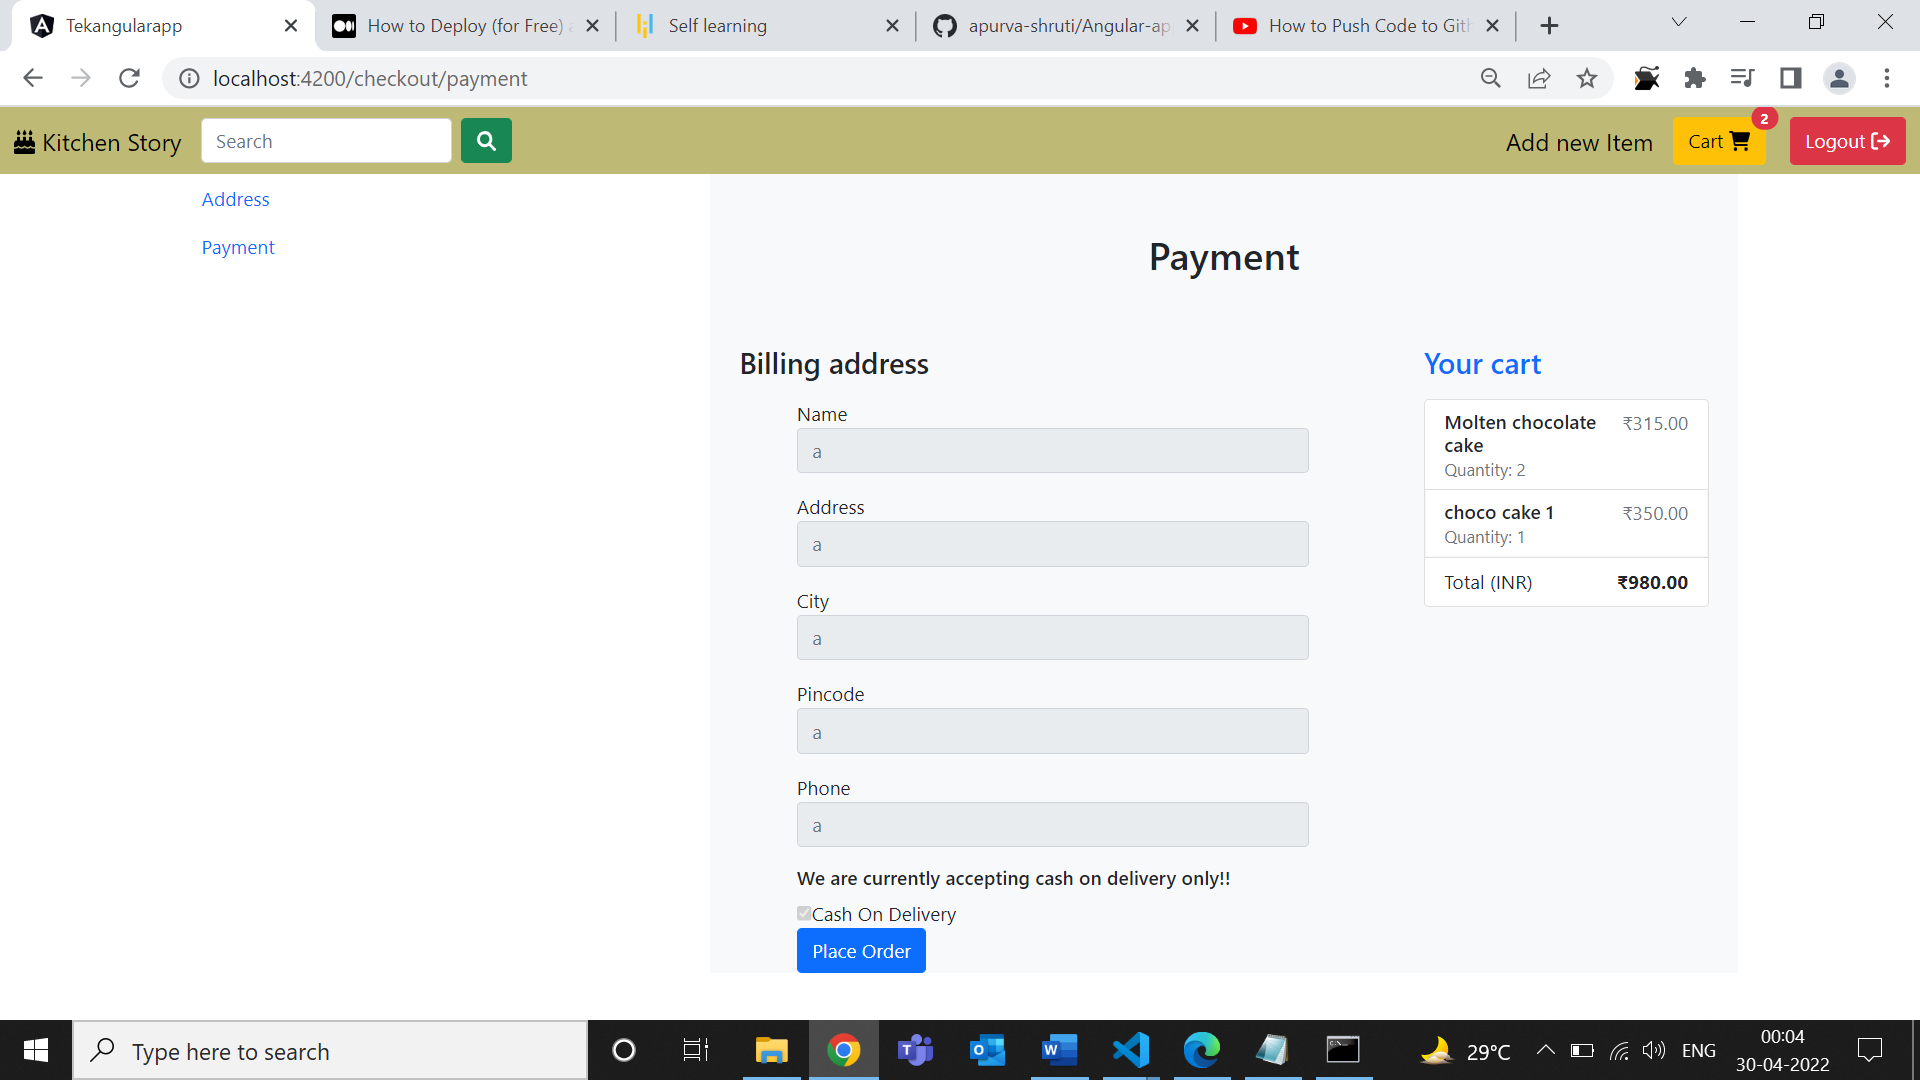 Tekangularapp
How to Deploy (for Free) a
Self learning
apurva-shruti/Angular-ap
How to Push Code to Gith
localhost:4200/checkout/payment
Kitchen Story
Search
Add new Item
Cart
2
Logout
Address
Payment
Payment
Billing address
Name
a
Address
a
City
a
Pincode
a
Phone
a
We are currently accepting cash on delivery only!!
Cash On Delivery
Place Order
Your cart
Molten chocolate ₹315.00
cake
Quantity: 2
choco cake 1 ₹350.00
Quantity: 1
Total (INR) ₹980.00
Type here to search
29°C
ENG
00:04
30-04-2022